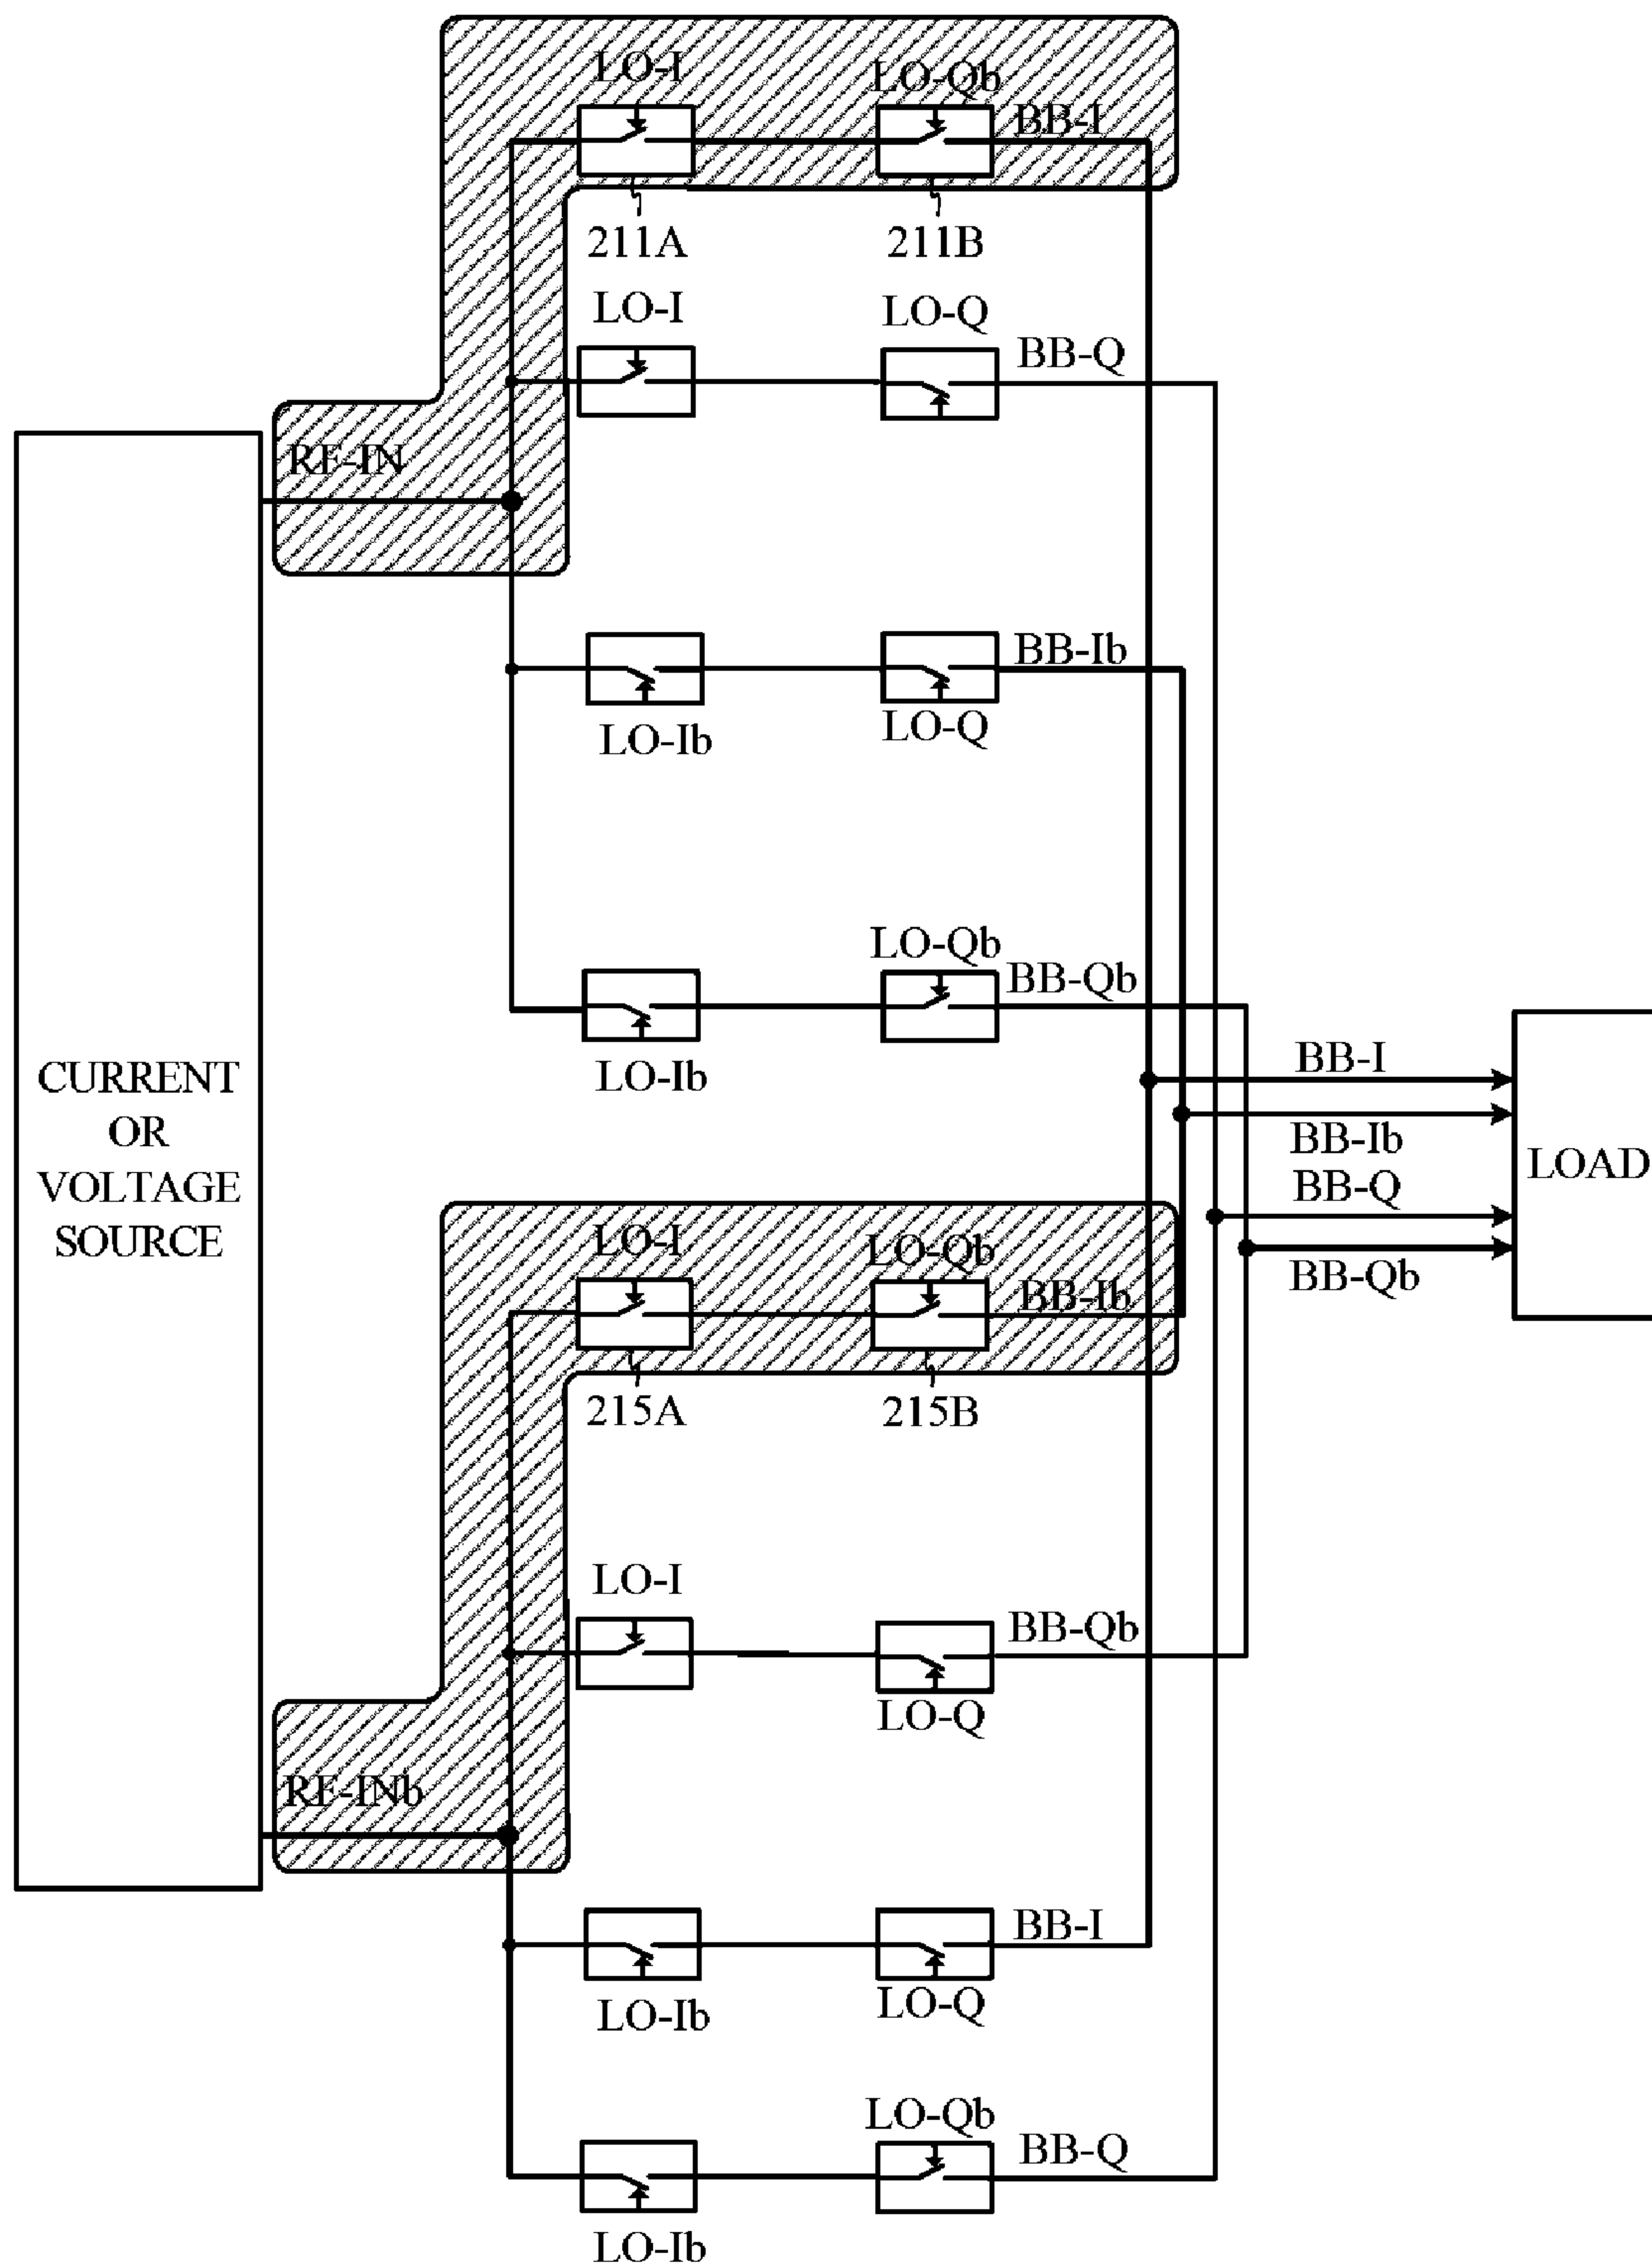 LO-I
LO-Qb
BB-I
211A
211B
LO-I
LO-Q
BB-Q
RF-IN
BB-Ib
LO-Ib
LO-Q
LO-Qb
BB-Qb
LO-Ib
CURRENT
OR
VOLTAGE
SOURCE
BB-I
BB-Ib
BB-Q
BB-Qb
LOAD
LO-I
LO-Qb
BB-Ib
215A
215B
LO-I
BB-Qb
LO-Q
RF-INb
BB-I
LO-Ib
LO-Q
LO-Qb
BB-Q
LO-Ib